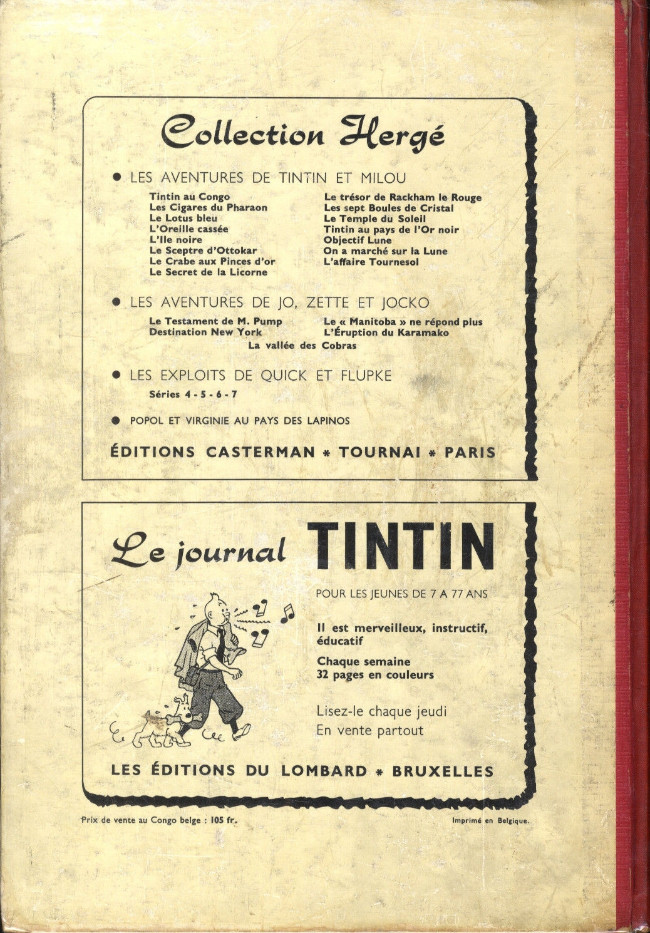 Collection Hergé
● LES AVENTURES DE TINTIN ET MILOU
Tintin au Congo
Les Cigares du Pharaon
Le Lotus bleu
L'Oreille cassée
L'Ile noire
Le Sceptre d'Ottokar
Le Crabe aux Pinces d'or
Le Secret de la Licorne
Le trésor de Rackham le Rouge
Les sept Boules de Cristal
Le Temple du Soleil
Tintin au pays de l'Or noir
Objectif Lune
On a marché sur la Lune
L'affaire Tournesol
● LES AVENTURES DE JO, ZETTE ET JOCKO
Le Testament de M. Pump
Destination New York
Le « Manitoba » ne répond plus
L'Éruption du Karamako
La vallée des Cobras
● LES EXPLOITS DE QUICK ET FLUPKE
Séries 4 - 5 - 6 - 7
● POPOL ET VIRGINIE AU PAYS DES LAPINOS
ÉDITIONS CASTERMAN * TOURNAI * PARIS
Le journal TINTIN
POUR LES JEUNES DE 7 A 77 ANS
Il est merveilleux, instructif,
éducatif
Chaque semaine
32 pages en couleurs
Lisez-le chaque jeudi
En vente partout
LES ÉDITIONS DU LOMBARD * BRUXELLES
Prix de vente au Congo belge : 105 fr.
Imprimé en Belgique.